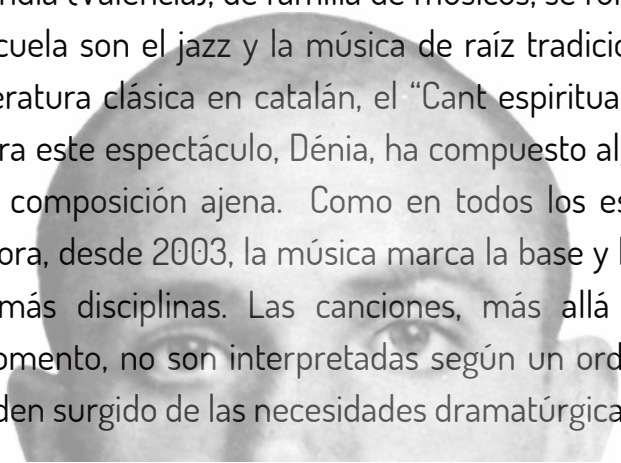 ndia (València), de familia de músicos, se for
cuela son el jazz y la música de raíz tradicio
eratura clásica en catalán, el “Cant espiritua
ra este espectáculo, Dénia, ha compuesto al
composición ajena. Como en todos los es
ora, desde 2003, la música marca la base y l
más disciplinas. Las canciones, más allá
omento, no son interpretadas según un ord
den surgido de las necesidades dramatúrgica